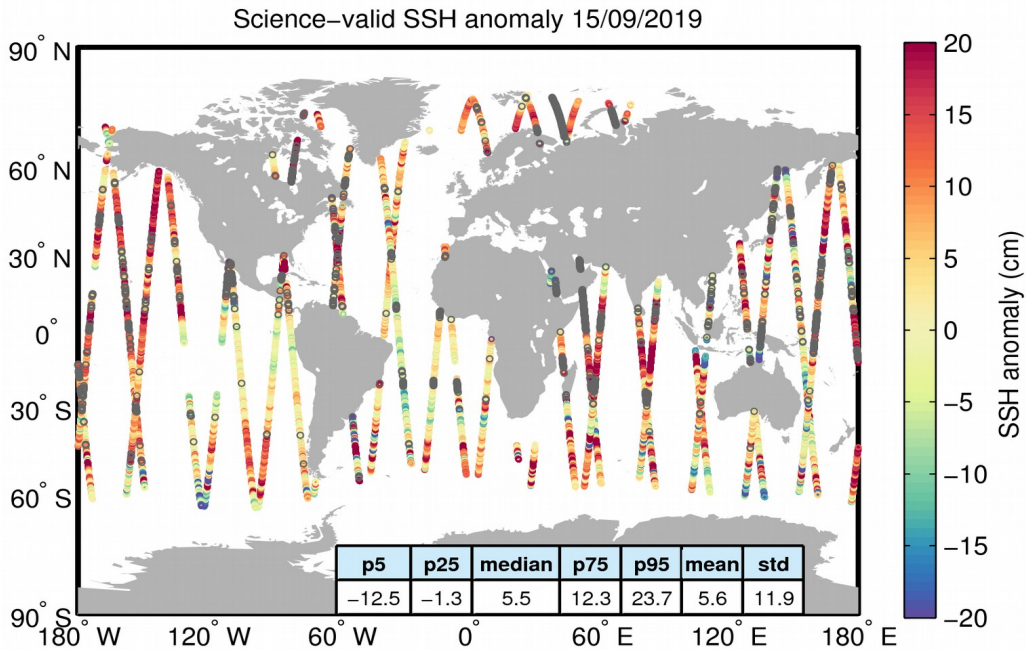 Science−valid SSH anomaly 15/09/2019
90° N
60° N
30° N
0°
30° S
60° S
90° S
180° W
120° W
60° W
0°
60° E
120° E
180° E
p5 p25 median p75 p95 mean std
−12.5 −1.3 5.5 12.3 23.7 5.6 11.9
20
15
10
5
0
−5
−10
−15
−20
SSH anomaly (cm)